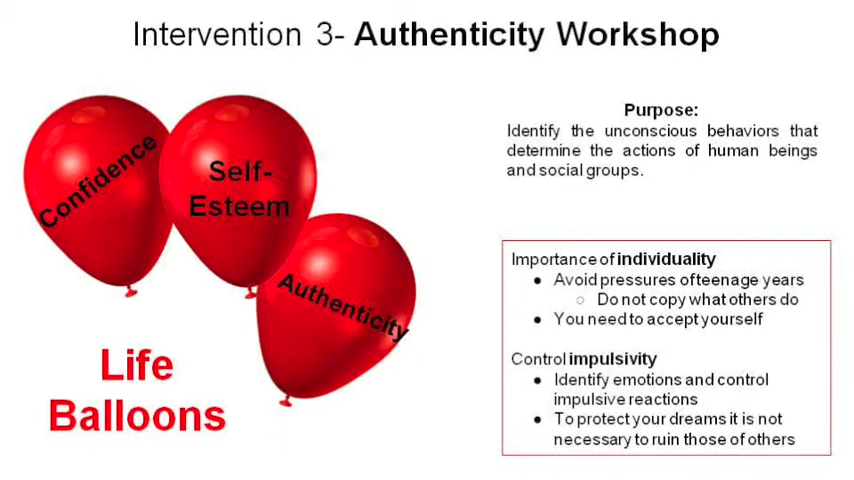 Intervention 3- Authenticity Workshop
Confidence
Self-
Esteem
Authenticity
Life
Balloons
Purpose:
Identify the unconscious behaviors that
determine the actions of human beings
and social groups.
Importance of individuality
● Avoid pressures of teenage years
○ Do not copy what others do
● You need to accept yourself
Control impulsivity
● Identify emotions and control
impulsive reactions
● To protect your dreams it is not
necessary to ruin those of others